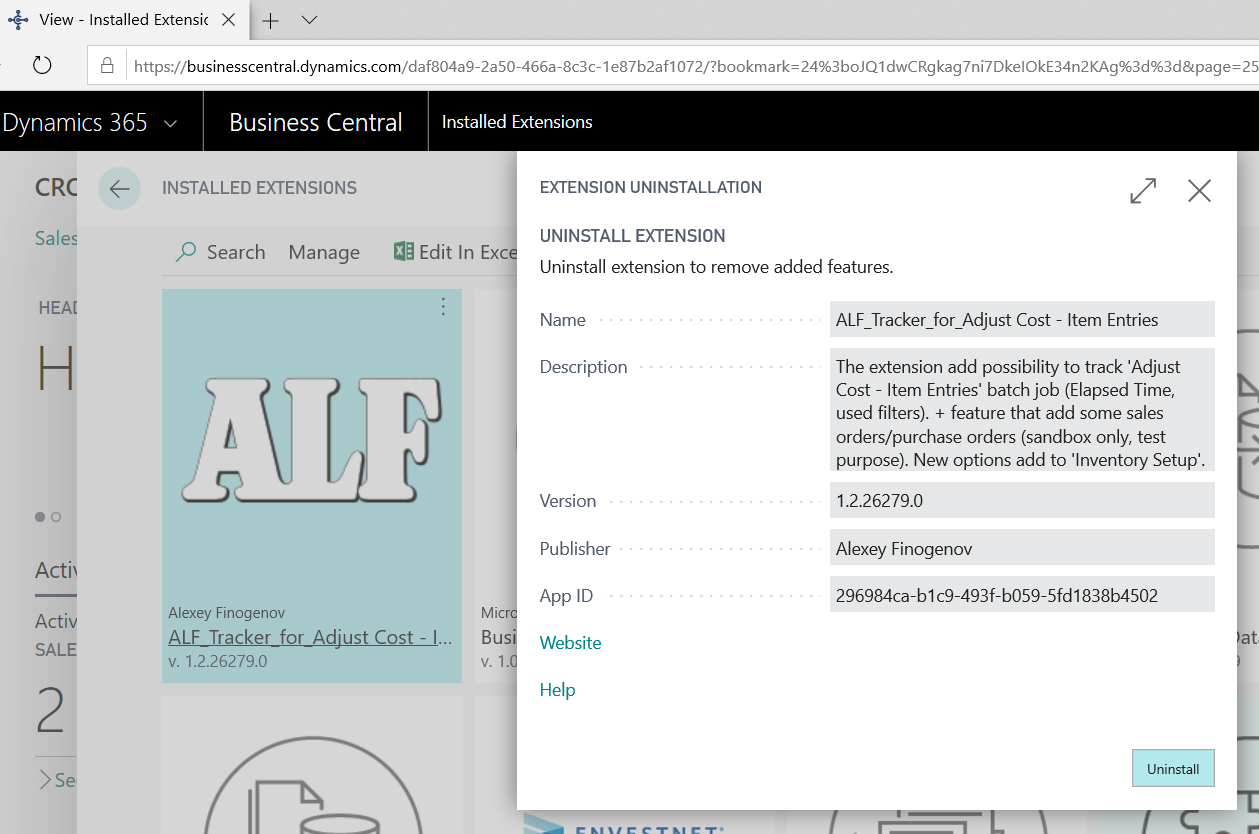 View - Installed Extensic
https://businesscentral.dynamics.com/daf804a9-2a50-466a-8c3c-1e87b2af1072/?bookmark=24%3boJQ1dwCRgkag7ni7DkeIOkE34n2KAg%3d%3d&page=25
Dynamics 365
Business Central
Installed Extensions
CRO
INSTALLED EXTENSIONS
Sales
Search
Manage
Edit In Exce
HEAD
H
ALF
Activ
Activ
SALE
2
Se
Alexey Finogenov
ALF_Tracker_for_Adjust Cost - I...
v. 1.2.26279.0
Micro
Busi
v. 1.0
ENVESTNET
EXTENSION UNINSTALLATION
UNINSTALL EXTENSION
Uninstall extension to remove added features.
Name
ALF_Tracker_for_Adjust Cost - Item Entries
Description
The extension add possibility to track 'Adjust
Cost - Item Entries' batch job (Elapsed Time,
used filters). + feature that add some sales
orders/purchase orders (sandbox only, test
purpose). New options add to 'Inventory Setup'.
Version
1.2.26279.0
Publisher
Alexey Finogenov
App ID
296984ca-b1c9-493f-b059-5fd1838b4502
Website
Help
Uninstall